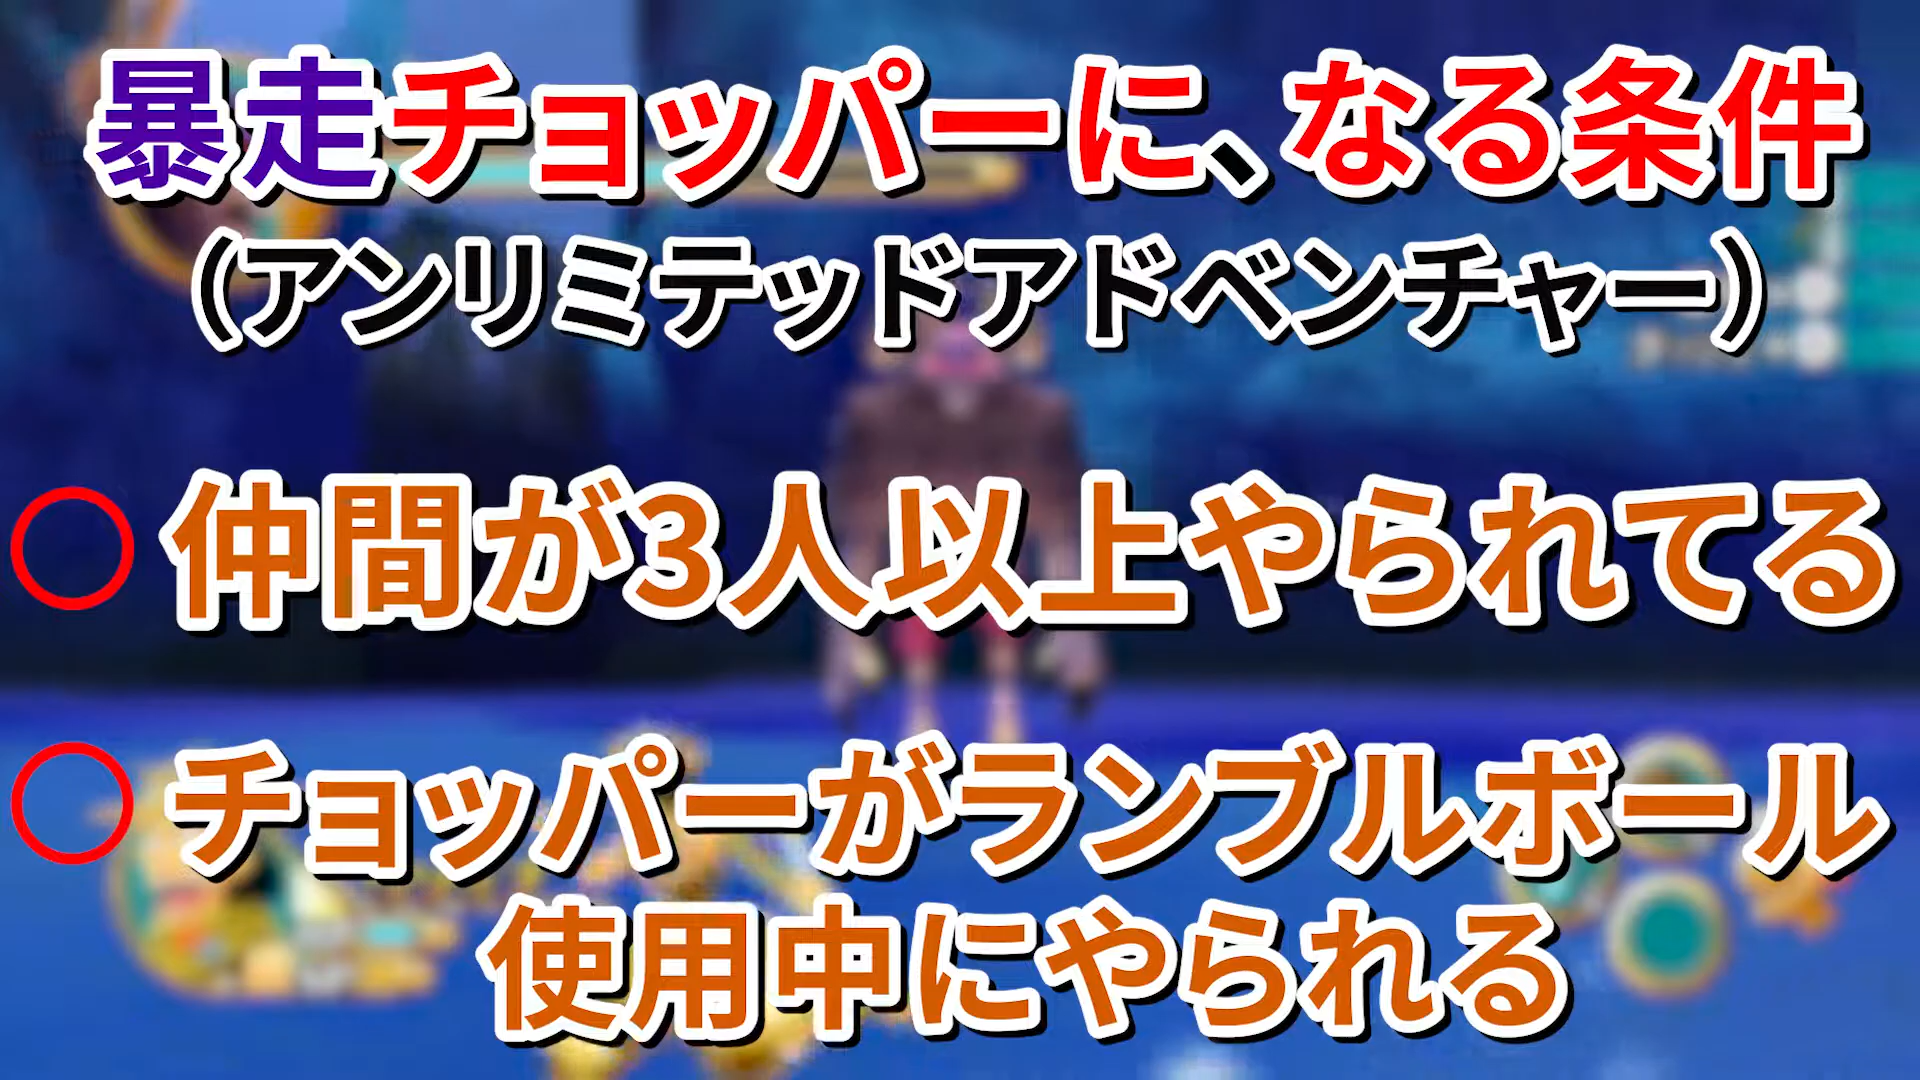 暴走チョッパーに、なる条件
（アンリミテッドアドベンチャー）
○ 仲間が3人以上やられてる
○ チョッパーがランブルボール
使用中にやられる